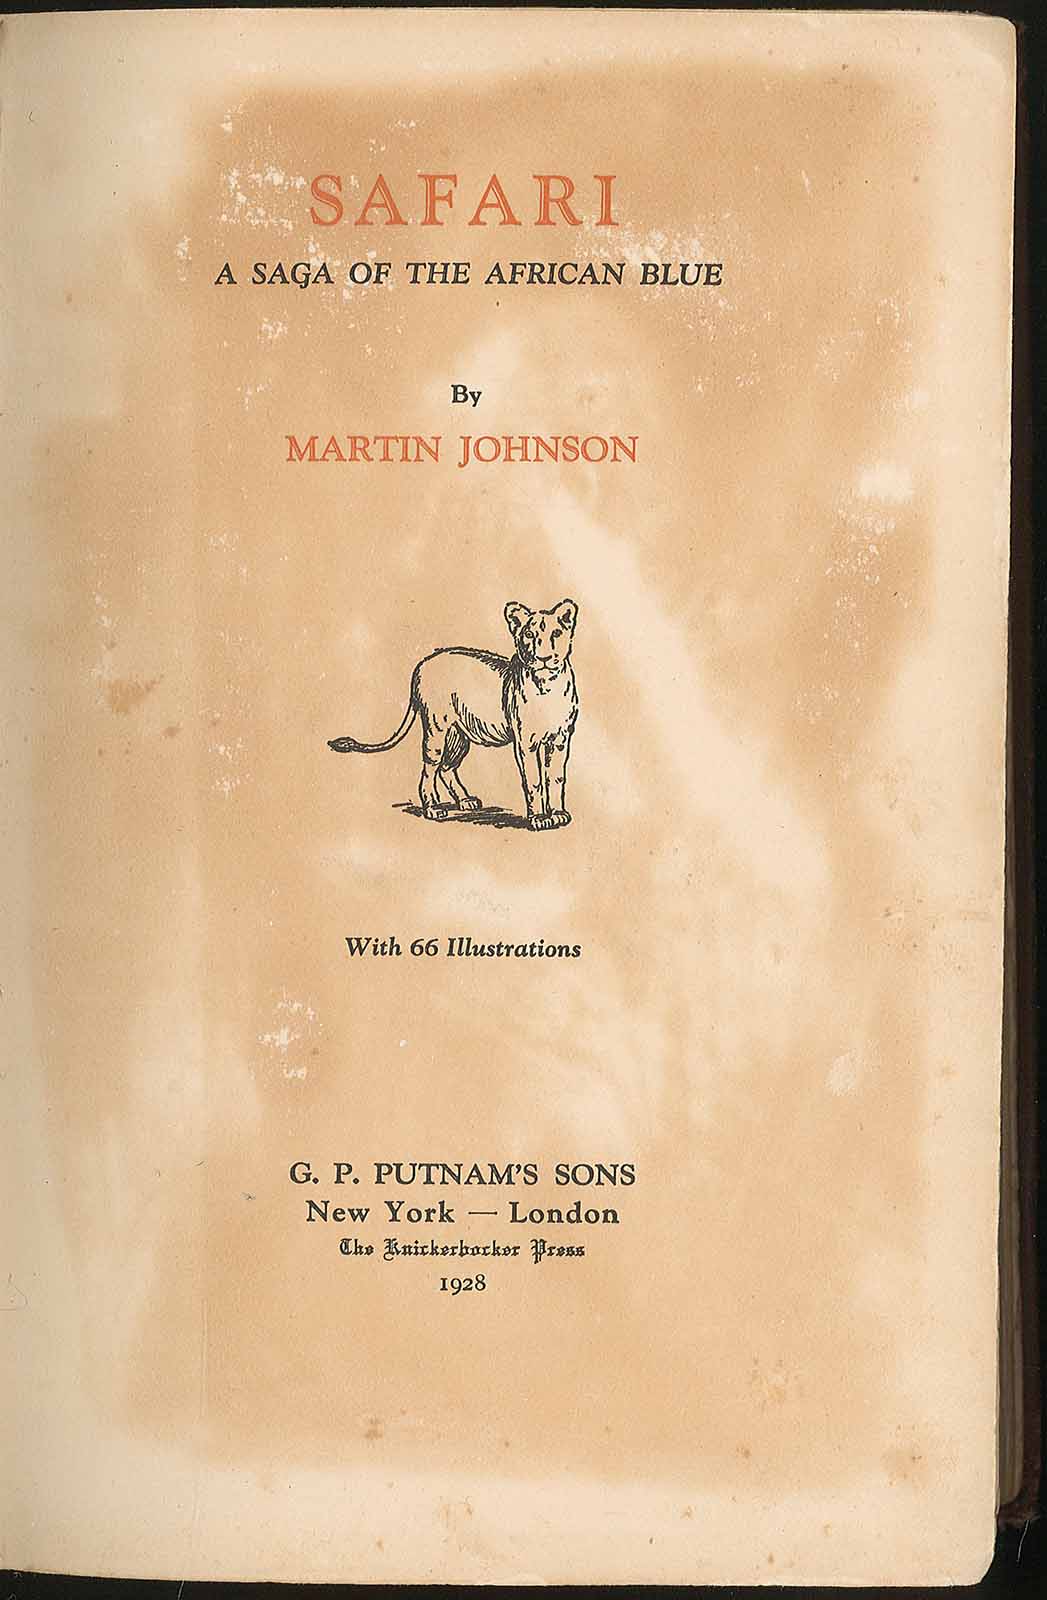 SAFARI
A SAGA OF THE AFRICAN BLUE
By
MARTIN JOHNSON
With 66 Illustrations
G. P. PUTNAM'S SONS
New York — London
The Knickerbocker Press
1928